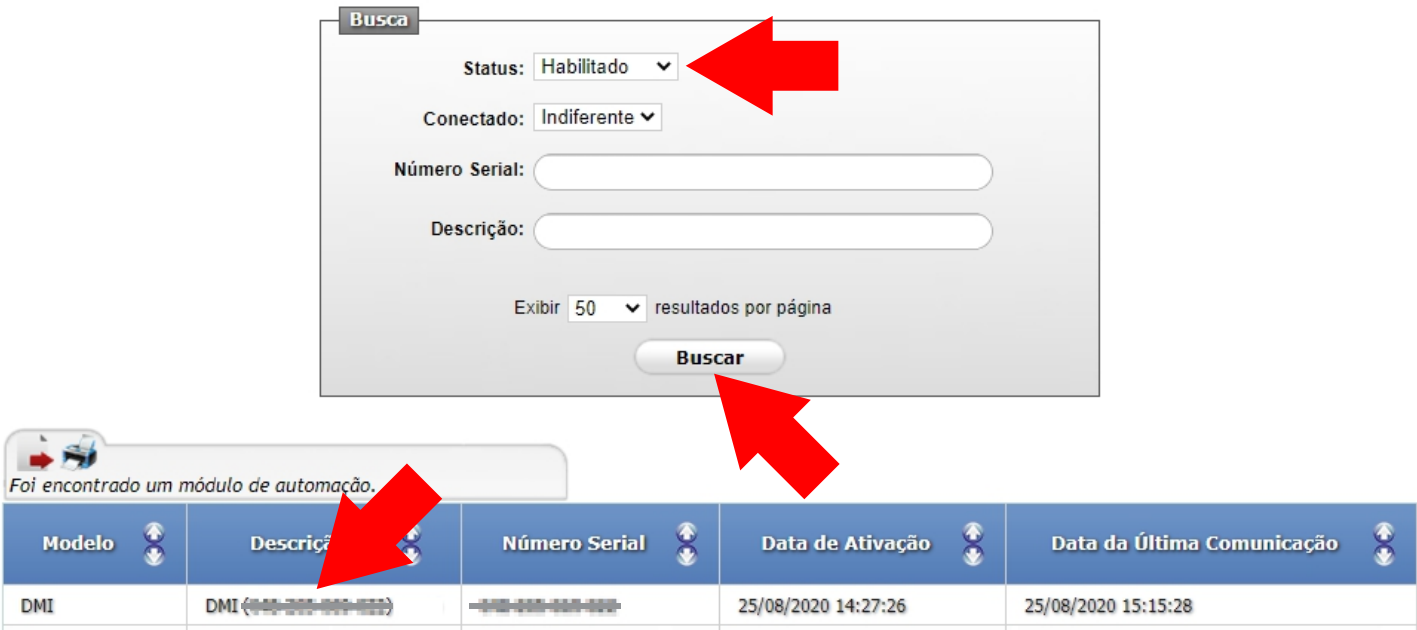 Busca
Status: Habilitado
Conectado: Indiferente
Número Serial:
Descrição:
Exibir 50 resultados por página
Buscar
Foi encontrado um módulo de automação.
Modelo Número Serial Data de Ativação Data da Última Comunicação
DMI DMI 25/08/2020 14:27:26 25/08/2020 15:15:28